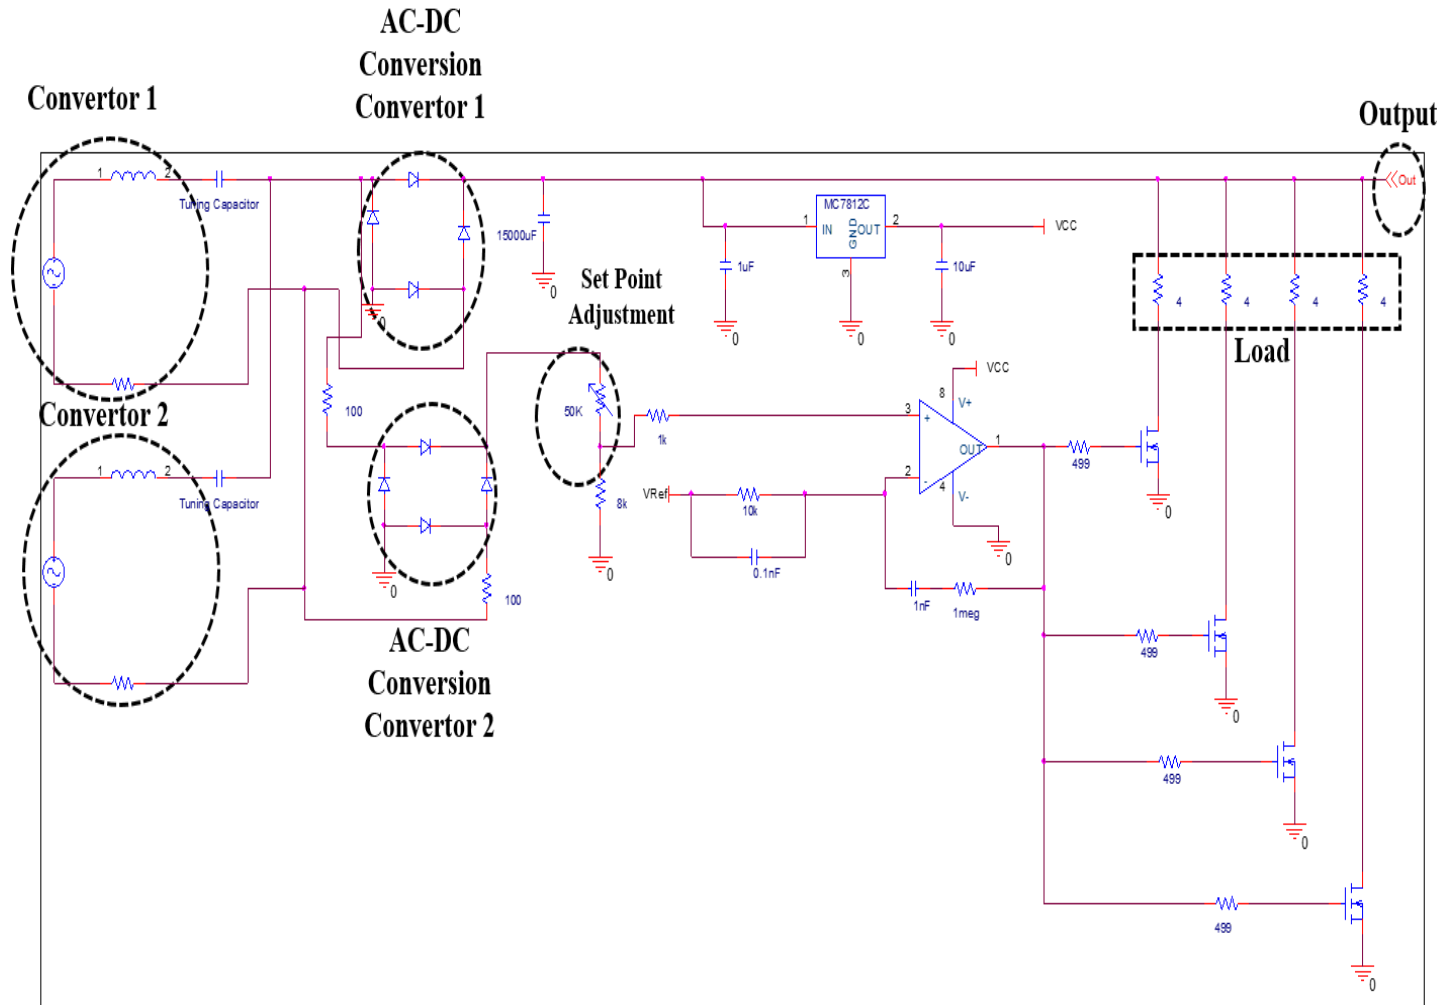 AC-DC
Conversion
Convertor 1
Convertor 1
Output
1
2
Tuning Capacitor
Out
MC7812C
1
IN
GND
OUT
2
3
VCC
15000uF
0
1uF
0
0
10uF
0
Set Point
Adjustment
4
4
4
4
Load
0
100
50K
1k
8k
0
VCC
8
V+
3
+
OUT
1
2
-
4
V-
0
499
0
VRef
10k
0.1nF
1nF
1meg
Convertor 2
1
2
Tuning Capacitor
0
100
AC-DC
Conversion
Convertor 2
499
0
499
0
499
0